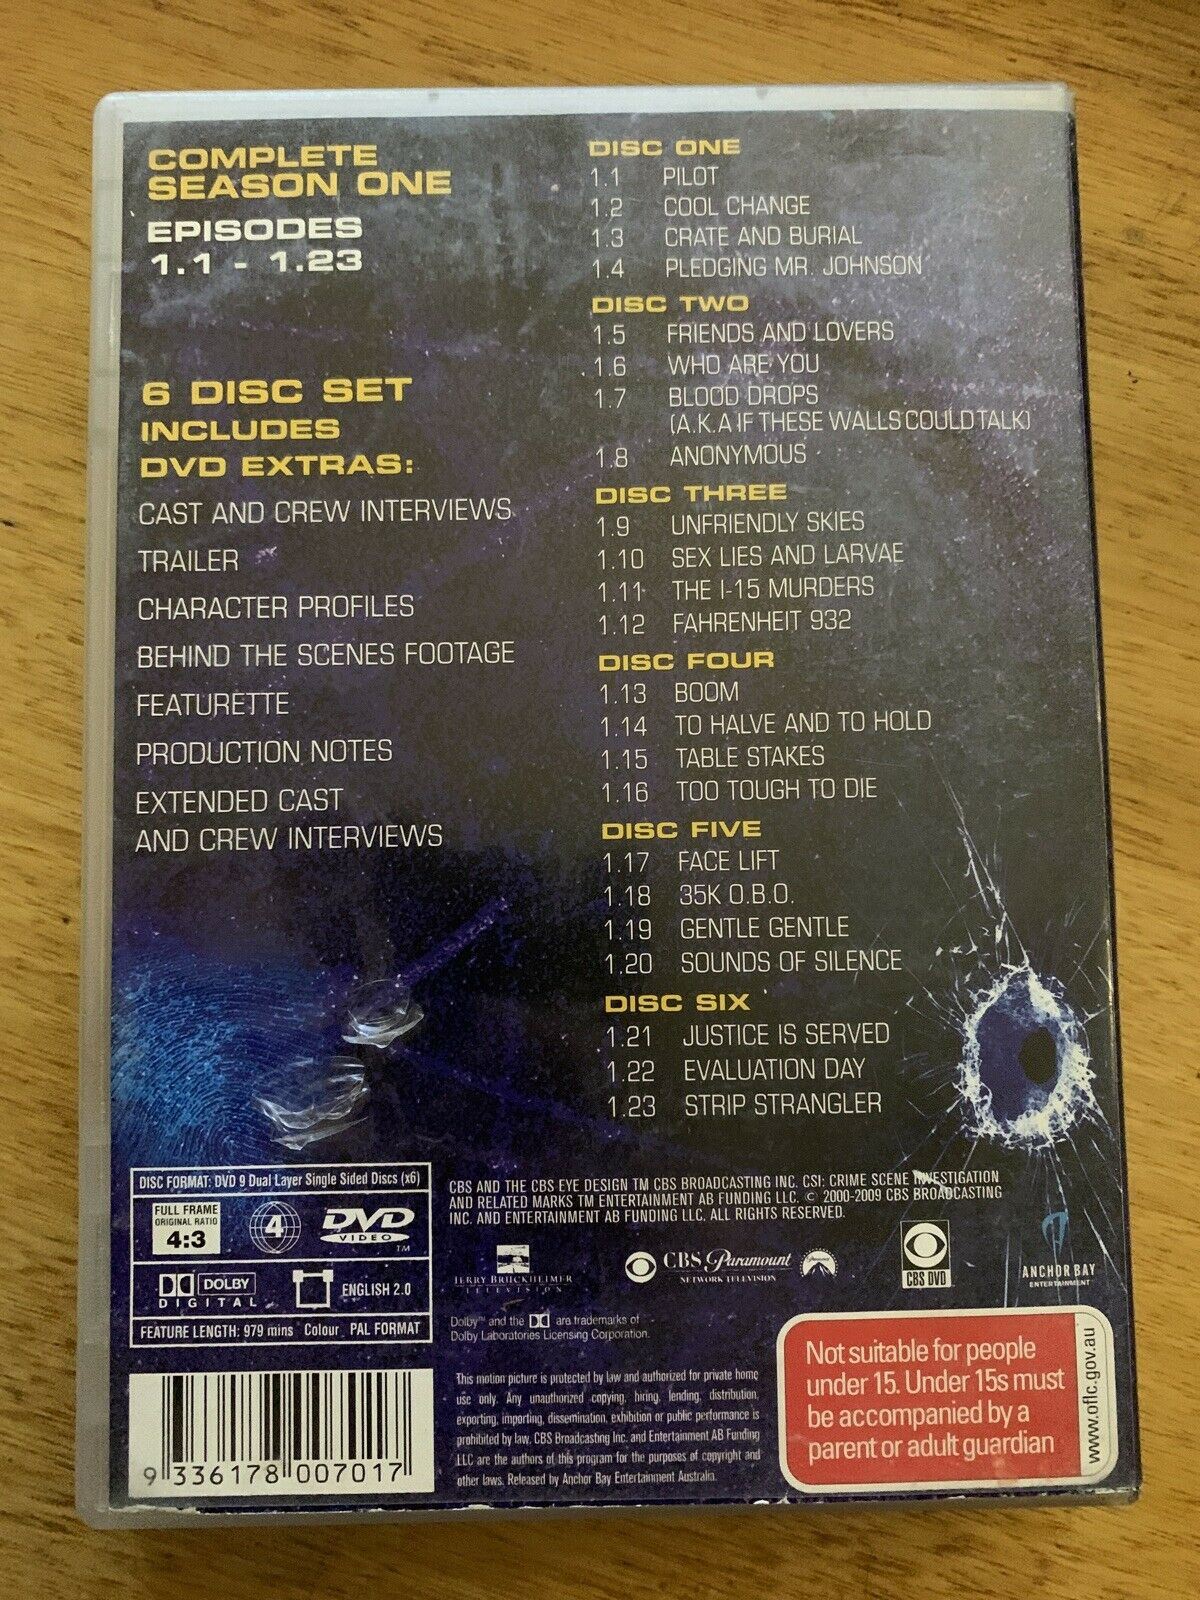 COMPLETE
SEASON ONE
EPISODES
1.1 - 1.23
6 DISC SET
INCLUDES
DVD EXTRAS:
CAST AND CREW INTERVIEWS
TRAILER
CHARACTER PROFILES
BEHIND THE SCENES FOOTAGE
FEATURETTE
PRODUCTION NOTES
EXTENDED CAST
AND CREW INTERVIEWS
DISC ONE
1.1 PILOT
1.2 COOL CHANGE
1.3 CRATE AND BURIAL
1.4 PLEDGING MR. JOHNSON
DISC TWO
1.5 FRIENDS AND LOVERS
1.6 WHO ARE YOU
1.7 BLOOD DROPS
(A.K.A IF THESE WALLS COULD TALK)
1.8 ANONYMOUS
DISC THREE
1.9 UNFRIENDLY SKIES
1.10 SEX LIES AND LARVAE
1.11 THE I-15 MURDERS
1.12 FAHRENHEIT 932
DISC FOUR
1.13 BOOM
1.14 TO HALVE AND TO HOLD
1.15 TABLE STAKES
1.16 TOO TOUGH TO DIE
DISC FIVE
1.17 FACE LIFT
1.18 35K O.B.O.
1.19 GENTLE GENTLE
1.20 SOUNDS OF SILENCE
DISC SIX
1.21 JUSTICE IS SERVED
1.22 EVALUATION DAY
1.23 STRIP STRANGLER
DISC FORMAT: DVD 9 Dual Layer Single Sided Discs (x6)
FULL FRAME
ORIGINAL RATIO
4:3
4
DVD
VIDEO
TM
DOLBY
DIGITAL
ENGLISH 2.0
FEATURE LENGTH: 979 mins Colour PAL FORMAT
9 336178 007017
CBS AND THE CBS EYE DESIGN TM CBS BROADCASTING INC. CSI: CRIME SCENE INVESTIGATION
AND RELATED MARKS TM ENTERTAINMENT AB FUNDING LLC. © 2000-2009 CBS BROADCASTING
INC. AND ENTERTAINMENT AB FUNDING LLC. ALL RIGHTS RESERVED.
JERRY BRUCKHEIMER
TELEVISION
CBS Paramount
NETWORK TELEVISION
CBS DVD
ANCHOR BAY
ENTERTAINMENT
Dolby™ and the DD are trademarks of
Dolby Laboratories Licensing Corporation.
This motion picture is protected by law and authorized for private home
use only. Any unauthorized copying, hiring, lending, distribution,
exporting, importing, dissemination, exhibition or public performance is
prohibited by law. CBS Broadcasting Inc. and Entertainment AB Funding
LLC are the authors of this program for the purposes of copyright and
other laws. Released by Anchor Bay Entertainment Australia.
Not suitable for people
under 15. Under 15s must
be accompanied by a
parent or adult guardian
www.oflc.gov.au